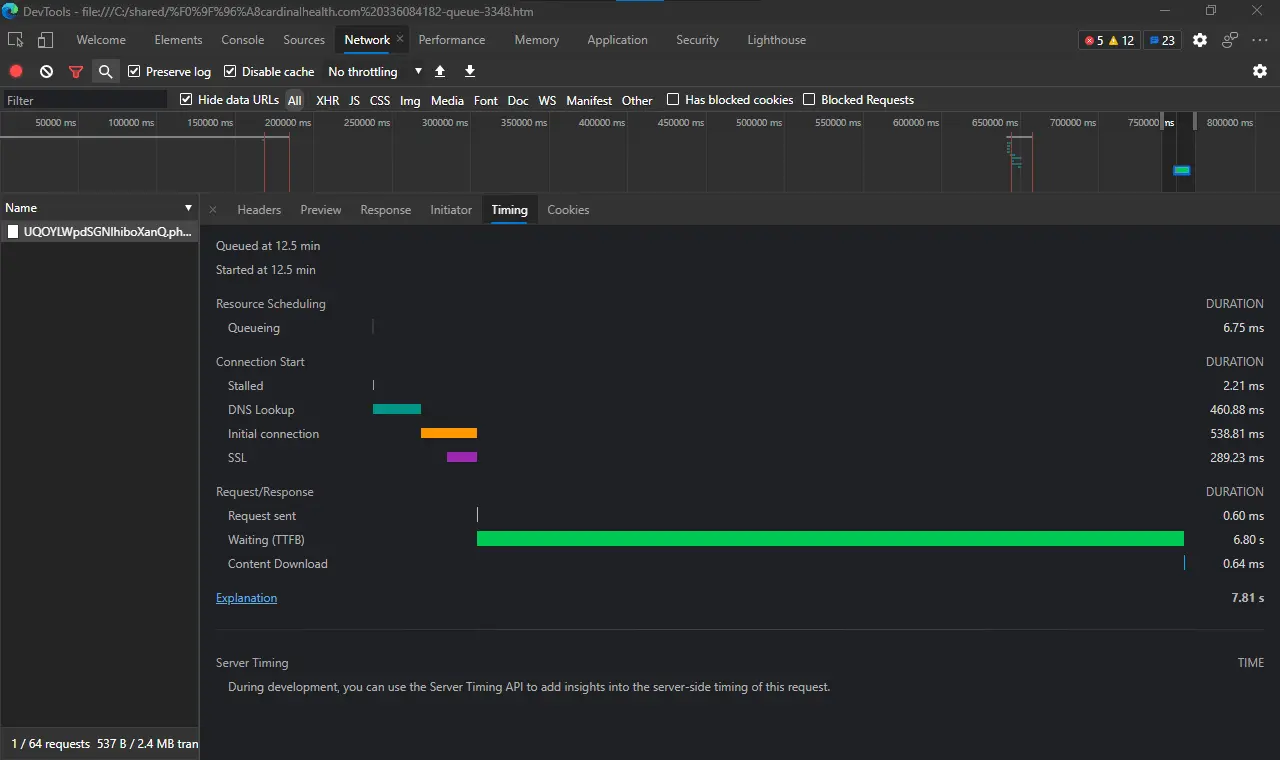 DevTools - file:///C:/shared/%F0%9F%96%A8cardinalhealth.com%20336084182-queue-3348.htm
Welcome Elements Console Sources Network × Performance Memory Application Security Lighthouse 5 12 23
Preserve log Disable cache No throttling
Filter Hide data URLs All XHR JS CSS Img Media Font Doc WS Manifest Other Has blocked cookies Blocked Requests
50000 ms 100000 ms 150000 ms 200000 ms 250000 ms 300000 ms 350000 ms 400000 ms 450000 ms 500000 ms 550000 ms 600000 ms 650000 ms 700000 ms 750000 ms 800000 ms
Name × Headers Preview Response Initiator Timing Cookies
UQOYLWpdSGNIhiboXanQ.ph...
Queued at 12.5 min
Started at 12.5 min
Resource Scheduling DURATION
Queueing 6.75 ms
Connection Start DURATION
Stalled 2.21 ms
DNS Lookup 460.88 ms
Initial connection 538.81 ms
SSL 289.23 ms
Request/Response DURATION
Request sent 0.60 ms
Waiting (TTFB) 6.80 s
Content Download 0.64 ms
Explanation 7.81 s
Server Timing TIME
During development, you can use the Server Timing API to add insights into the server-side timing of this request.
1 / 64 requests 537 B / 2.4 MB tran